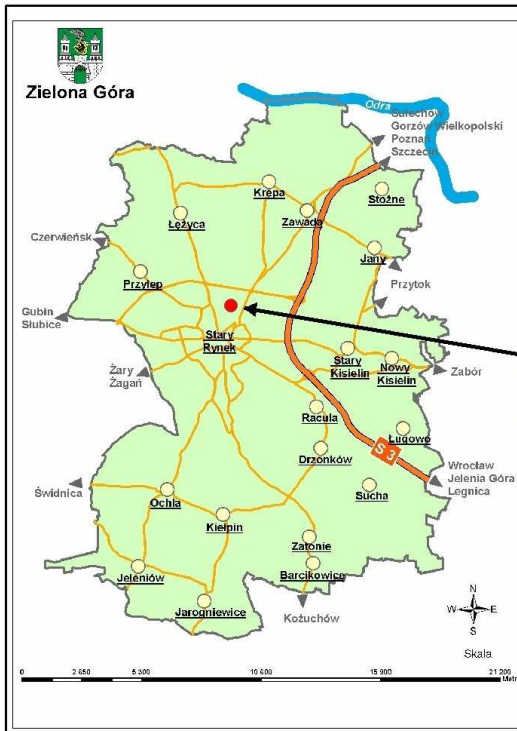 Zielona Góra
Odra
Sulechów
Gorzów Wielkopolski
Poznań
Szczecin
Krępa
Stożne
Zawada
Łężyca
Czerwieńsk
Jany
Przylep
Przytok
Gubin
Słubice
Stary
Rynek
Stary
Kisielin
Nowy
Kisielin
Zabór
Żary
Żagań
Racula
Ługowo
Drzonków
S 3
Wrocław
Jelenia Góra
Legnica
Świdnica
Ochla
Sucha
Kiełpin
Zatonie
Jeleniów
Barcikowice
Jarogniewice
Kożuchów
N
W E
S
Skala
0 2 650 5 300 10 600 15 900 21 200
Metr